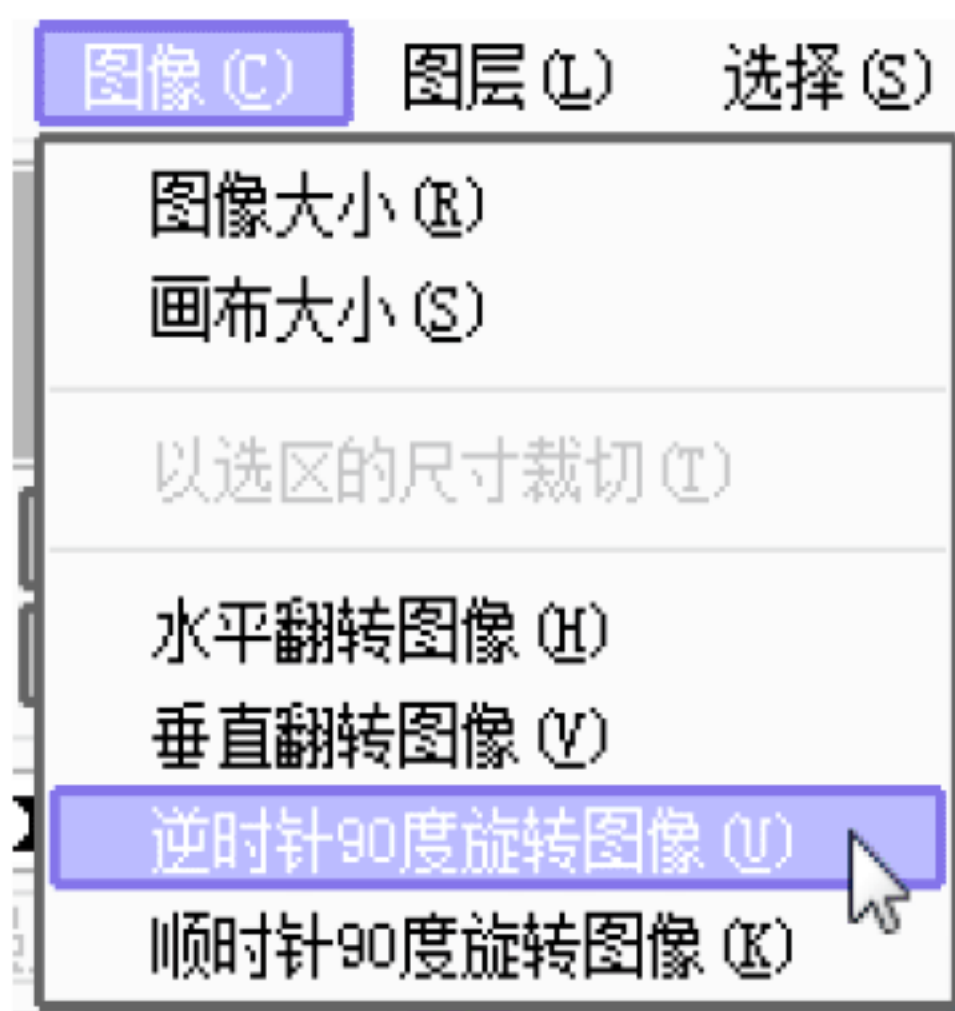 图像(C) 图层(L) 选择(S)
图像大小(R)
画布大小(S)
以选区的尺寸裁切(T)
水平翻转图像(H)
垂直翻转图像(V)
逆时针90度旋转图像(U)
顺时针90度旋转图像(K)